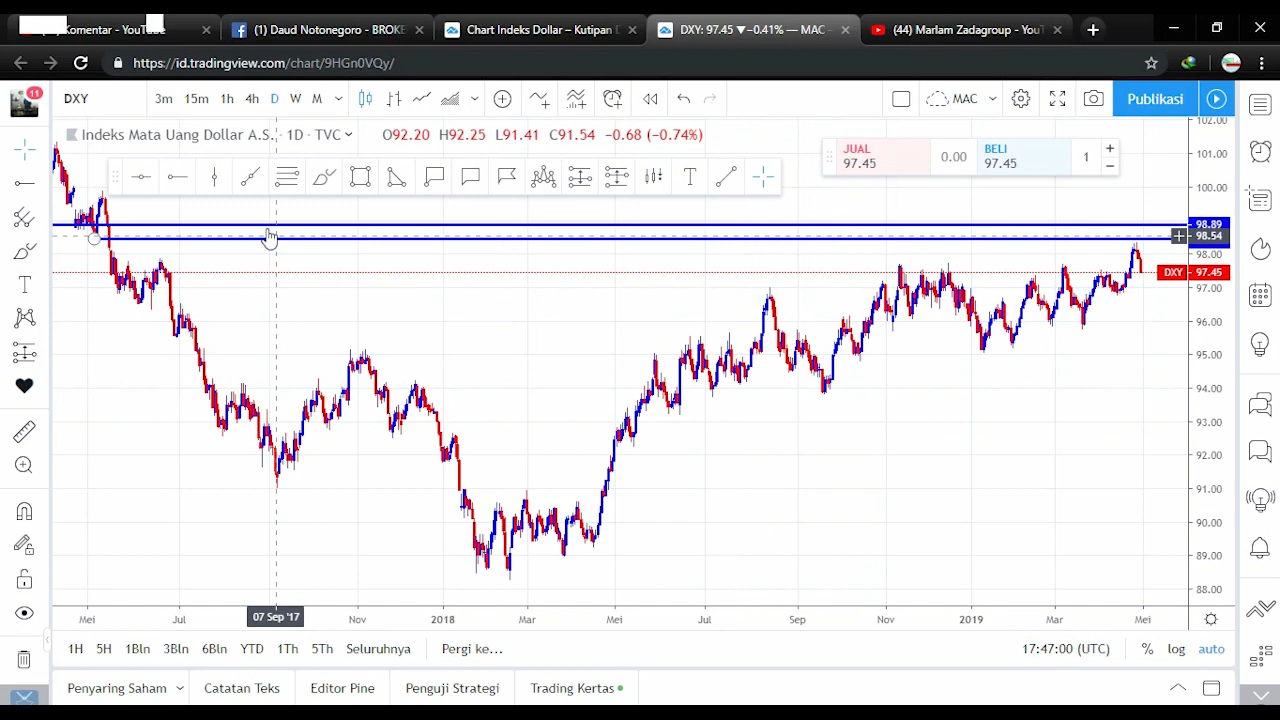 Komentar - YouTube
(1) Daud Notonegoro - BROKE
Chart Indeks Dollar – Kutipan D
DXY: 97.45 ▼−0.41% — MAC -
(44) Marlam Zadagroup - YouT
https://id.tradingview.com/chart/9HGn0VQy/
11
DXY
3m 15m 1h 4h D W M
MAC
Publikasi
Indeks Mata Uang Dollar A.S. · 1D · TVC
O92.20 H92.25 L91.41 C91.54 −0.68 (−0.74%)
JUAL
97.45
0.00
BELI
97.45
1
+
−
102.00
101.00
100.00
98.89
98.54
98.00
DXY 97.45
97.00
96.00
95.00
94.00
93.00
92.00
91.00
90.00
89.00
88.00
Mei Jul 07 Sep '17 Nov 2018 Mar Mei Jul Sep Nov 2019 Mar Mei
1H 5H 1Bln 3Bln 6Bln YTD 1Th 5Th Seluruhnya Pergi ke...
17:47:00 (UTC) % log auto
Penyaring Saham Catatan Teks Editor Pine Penguji Strategi Trading Kertas